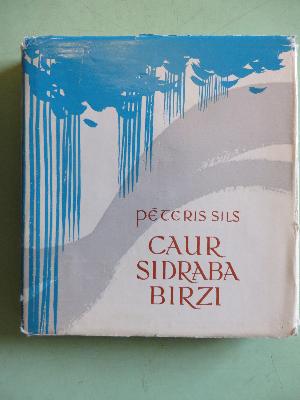 PĒTERIS SILS
CAUR
SIDRABA
BIRZI